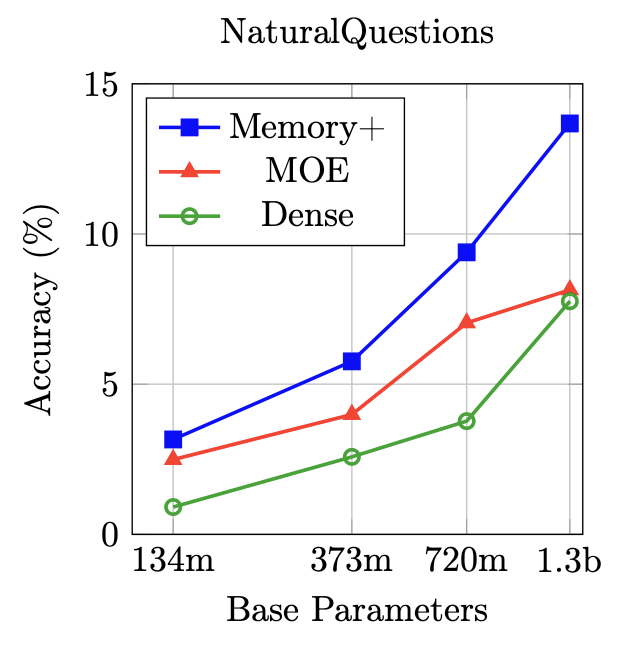 NaturalQuestions
15
10
5
0
Accuracy (%)
Memory+
MOE
Dense
134m 373m 720m 1.3b
Base Parameters